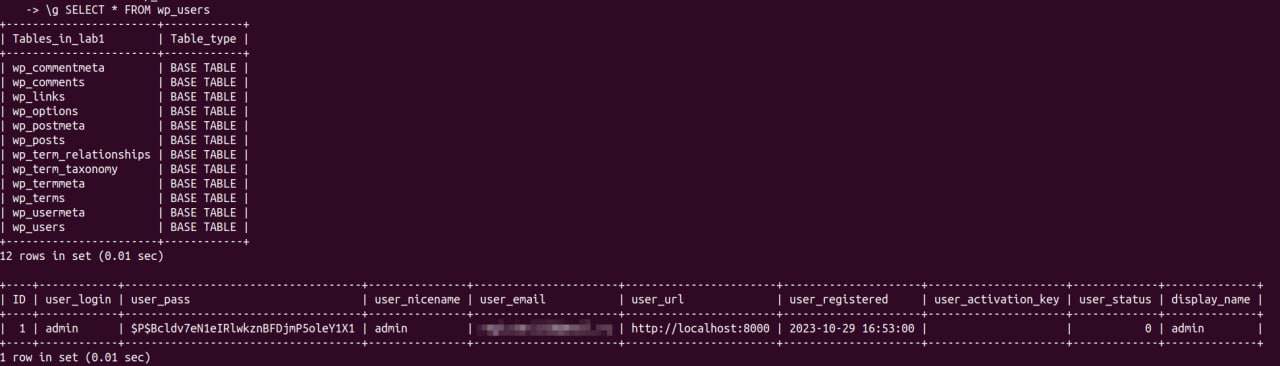 -> \g SELECT * FROM wp_users
+-----------------------+------------+
| Tables_in_lab1        | Table_type |
+-----------------------+------------+
| wp_commentmeta        | BASE TABLE |
| wp_comments           | BASE TABLE |
| wp_links              | BASE TABLE |
| wp_options            | BASE TABLE |
| wp_postmeta           | BASE TABLE |
| wp_posts              | BASE TABLE |
| wp_term_relationships | BASE TABLE |
| wp_term_taxonomy      | BASE TABLE |
| wp_termmeta           | BASE TABLE |
| wp_terms              | BASE TABLE |
| wp_usermeta           | BASE TABLE |
| wp_users              | BASE TABLE |
+-----------------------+------------+
12 rows in set (0.01 sec)
+----+------------+------------------------------------+---------------+---------------------+-----------------------+---------------------+---------------------+-------------+--------------+
| ID | user_login | user_pass                          | user_nicename | user_email          | user_url              | user_registered     | user_activation_key | user_status | display_name |
+----+------------+------------------------------------+---------------+---------------------+-----------------------+---------------------+---------------------+-------------+--------------+
| 1 | admin      | $P$Bcldv7eN1eIRlwkznBFDjmP5oleY1X1 | admin         | | http://localhost:8000 | 2023-10-29 16:53:00 |                     | 0 | admin        |
+----+------------+------------------------------------+---------------+---------------------+-----------------------+---------------------+---------------------+-------------+--------------+
1 row in set (0.01 sec)